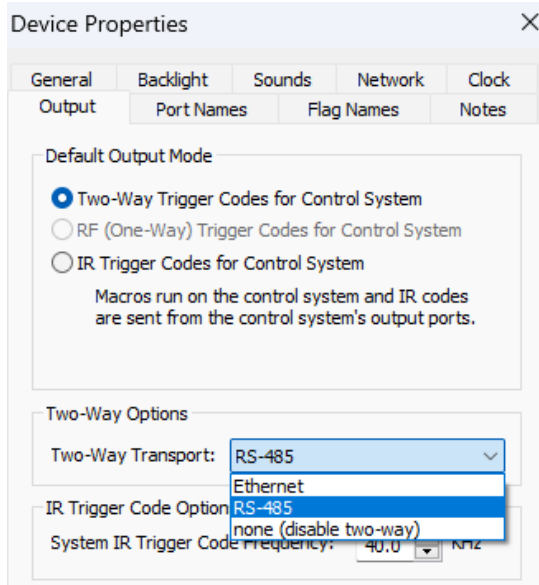 Device Properties
General Backlight Sounds Network Clock
Output Port Names Flag Names Notes
Default Output Mode
Two-Way Trigger Codes for Control System
RF (One-Way) Trigger Codes for Control System
IR Trigger Codes for Control System
Macros run on the control system and IR codes
are sent from the control system's output ports.
Two-Way Options
Two-Way Transport: RS-485
Ethernet
IR Trigger Code Option RS-485
none (disable two-way)
System IR Trigger Code Frequency: 40.0 KHz